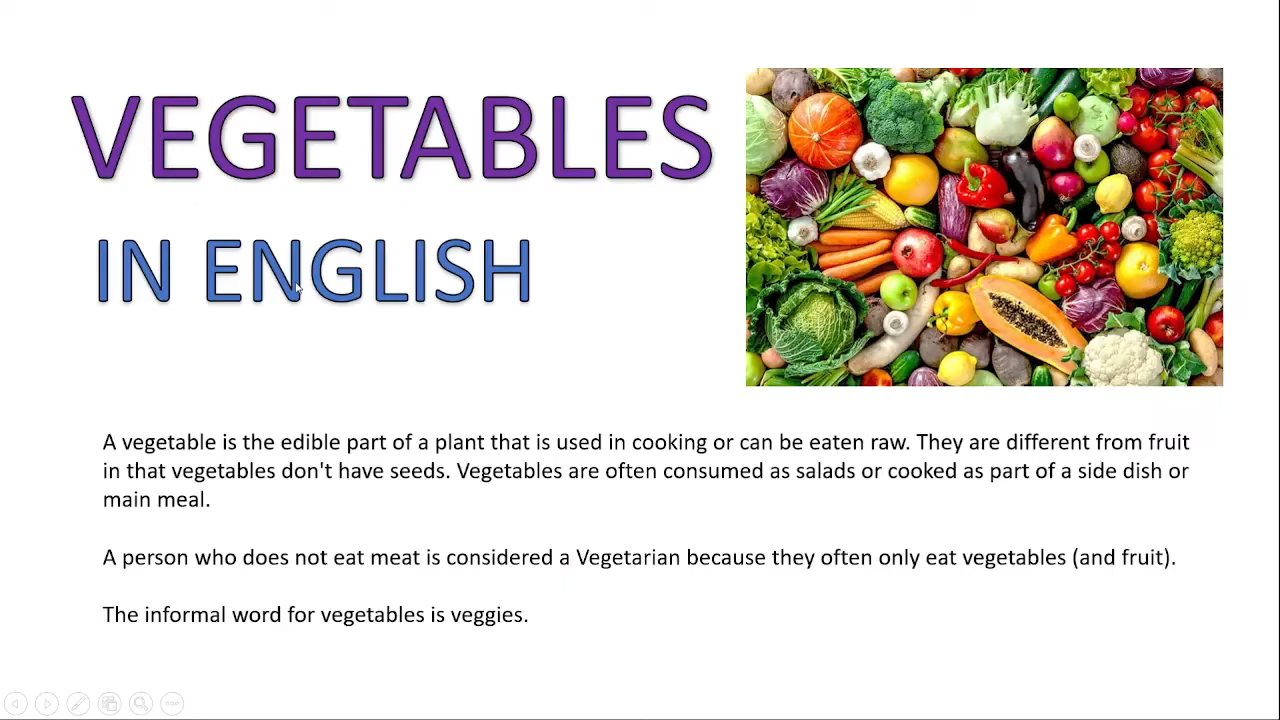 VEGETABLES
IN ENGLISH
A vegetable is the edible part of a plant that is used in cooking or can be eaten raw. They are different from fruit
in that vegetables don't have seeds. Vegetables are often consumed as salads or cooked as part of a side dish or
main meal.
A person who does not eat meat is considered a Vegetarian because they often only eat vegetables (and fruit).
The informal word for vegetables is veggies.